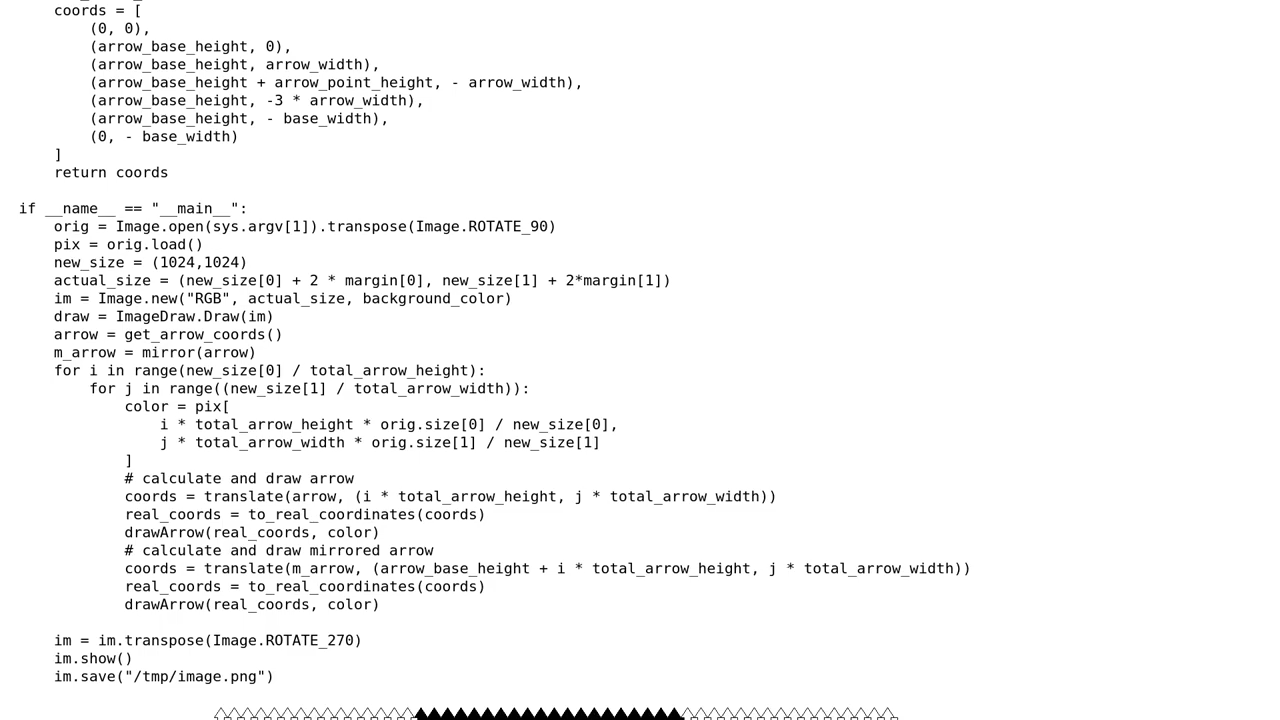 coords = [
(0, 0),
(arrow_base_height, 0),
(arrow_base_height, arrow_width),
(arrow_base_height + arrow_point_height, - arrow_width),
(arrow_base_height, -3 * arrow_width),
(arrow_base_height, - base_width),
(0, - base_width)
]
return coords
if __name__ == "__main__":
orig = Image.open(sys.argv[1]).transpose(Image.ROTATE_90)
pix = orig.load()
new_size = (1024,1024)
actual_size = (new_size[0] + 2 * margin[0], new_size[1] + 2*margin[1])
im = Image.new("RGB", actual_size, background_color)
draw = ImageDraw.Draw(im)
arrow = get_arrow_coords()
m_arrow = mirror(arrow)
for i in range(new_size[0] / total_arrow_height):
for j in range((new_size[1] / total_arrow_width)):
color = pix[
i * total_arrow_height * orig.size[0] / new_size[0],
j * total_arrow_width * orig.size[1] / new_size[1]
]
# calculate and draw arrow
coords = translate(arrow, (i * total_arrow_height, j * total_arrow_width))
real_coords = to_real_coordinates(coords)
drawArrow(real_coords, color)
# calculate and draw mirrored arrow
coords = translate(m_arrow, (arrow_base_height + i * total_arrow_height, j * total_arrow_width))
real_coords = to_real_coordinates(coords)
drawArrow(real_coords, color)
im = im.transpose(Image.ROTATE_270)
im.show()
im.save("/tmp/image.png")